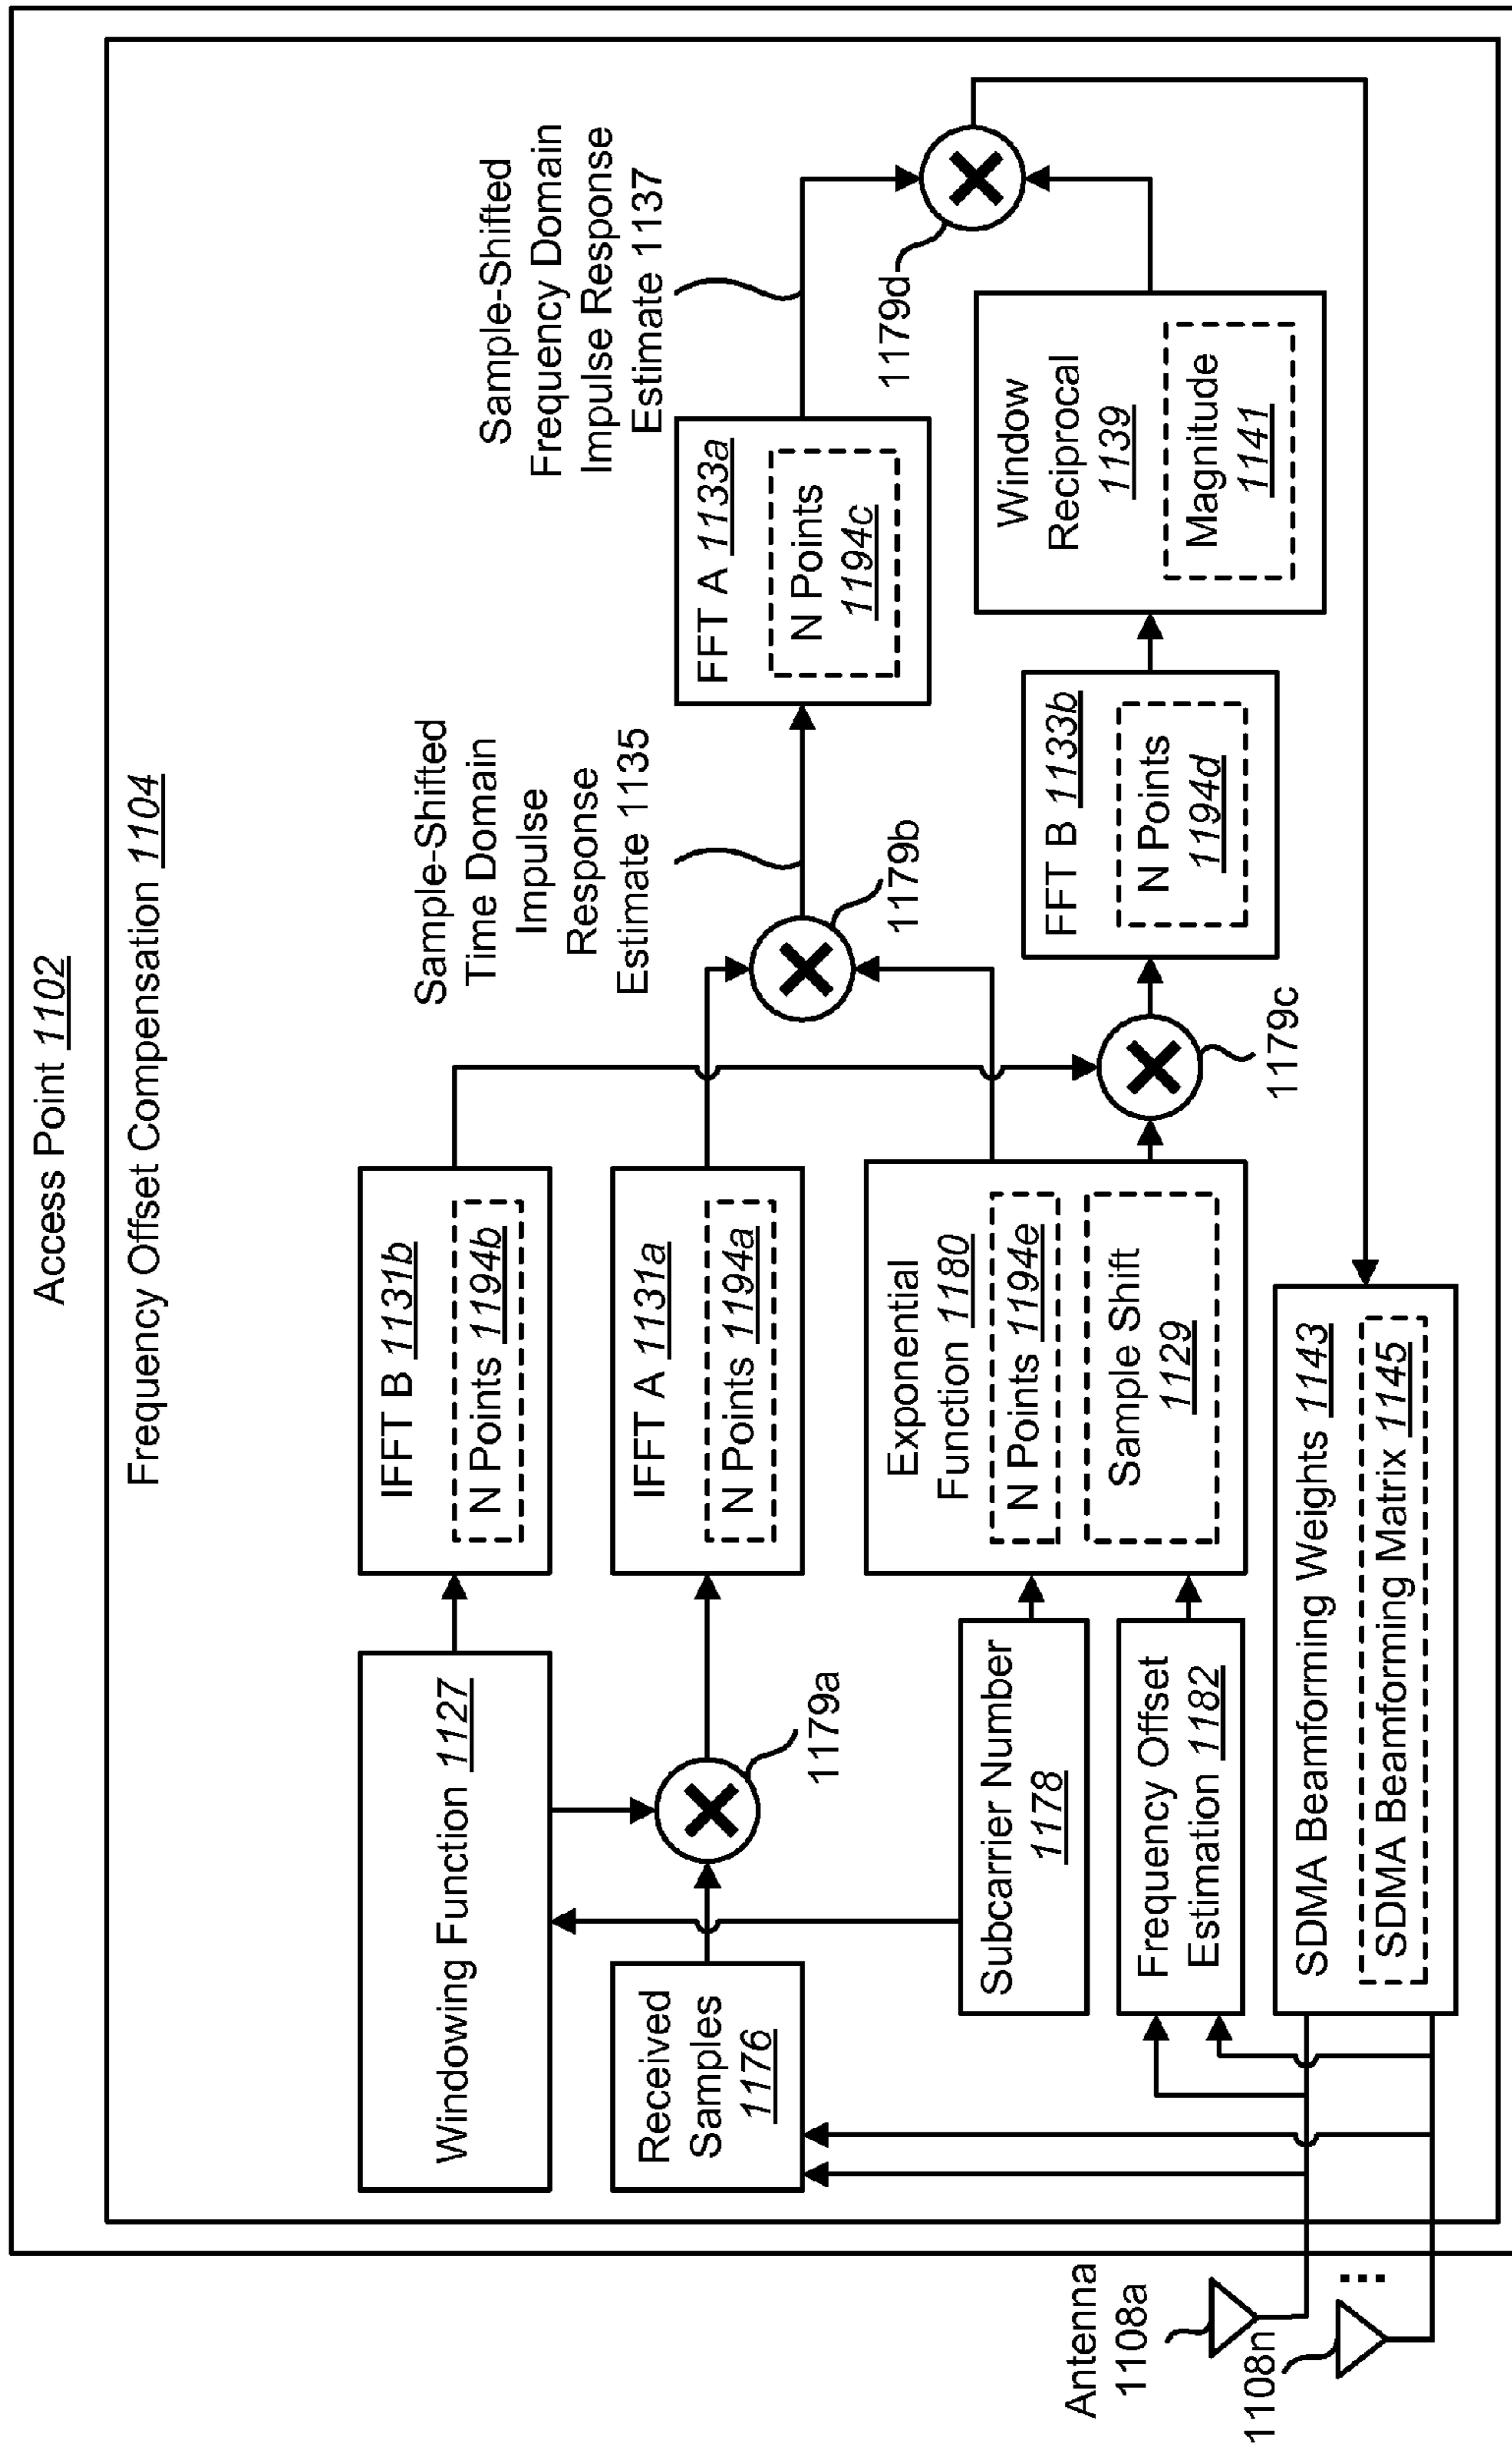 Access Point 1102
Frequency Offset Compensation 1104
Windowing Function 1127
IFFT B 1131b
N Points 1194b
Received
Samples
1176
1179a
IFFT A 1131a
N Points 1194a
Sample-Shifted
Time Domain
Impulse
Response
Estimate 1135
1179b
FFT A 1133a
N Points
1194c
Sample-Shifted
Frequency Domain
Impulse Response
Estimate 1137
1179d
Subcarrier Number
1178
Frequency Offset
Estimation 1182
Exponential
Function 1180
N Points 1194e
Sample Shift
1129
1179c
FFT B 1133b
N Points
1194d
Window
Reciprocal
1139
Magnitude
1141
SDMA Beamforming Weights 1143
SDMA Beamforming Matrix 1145
Antenna
1108a
1108n
...